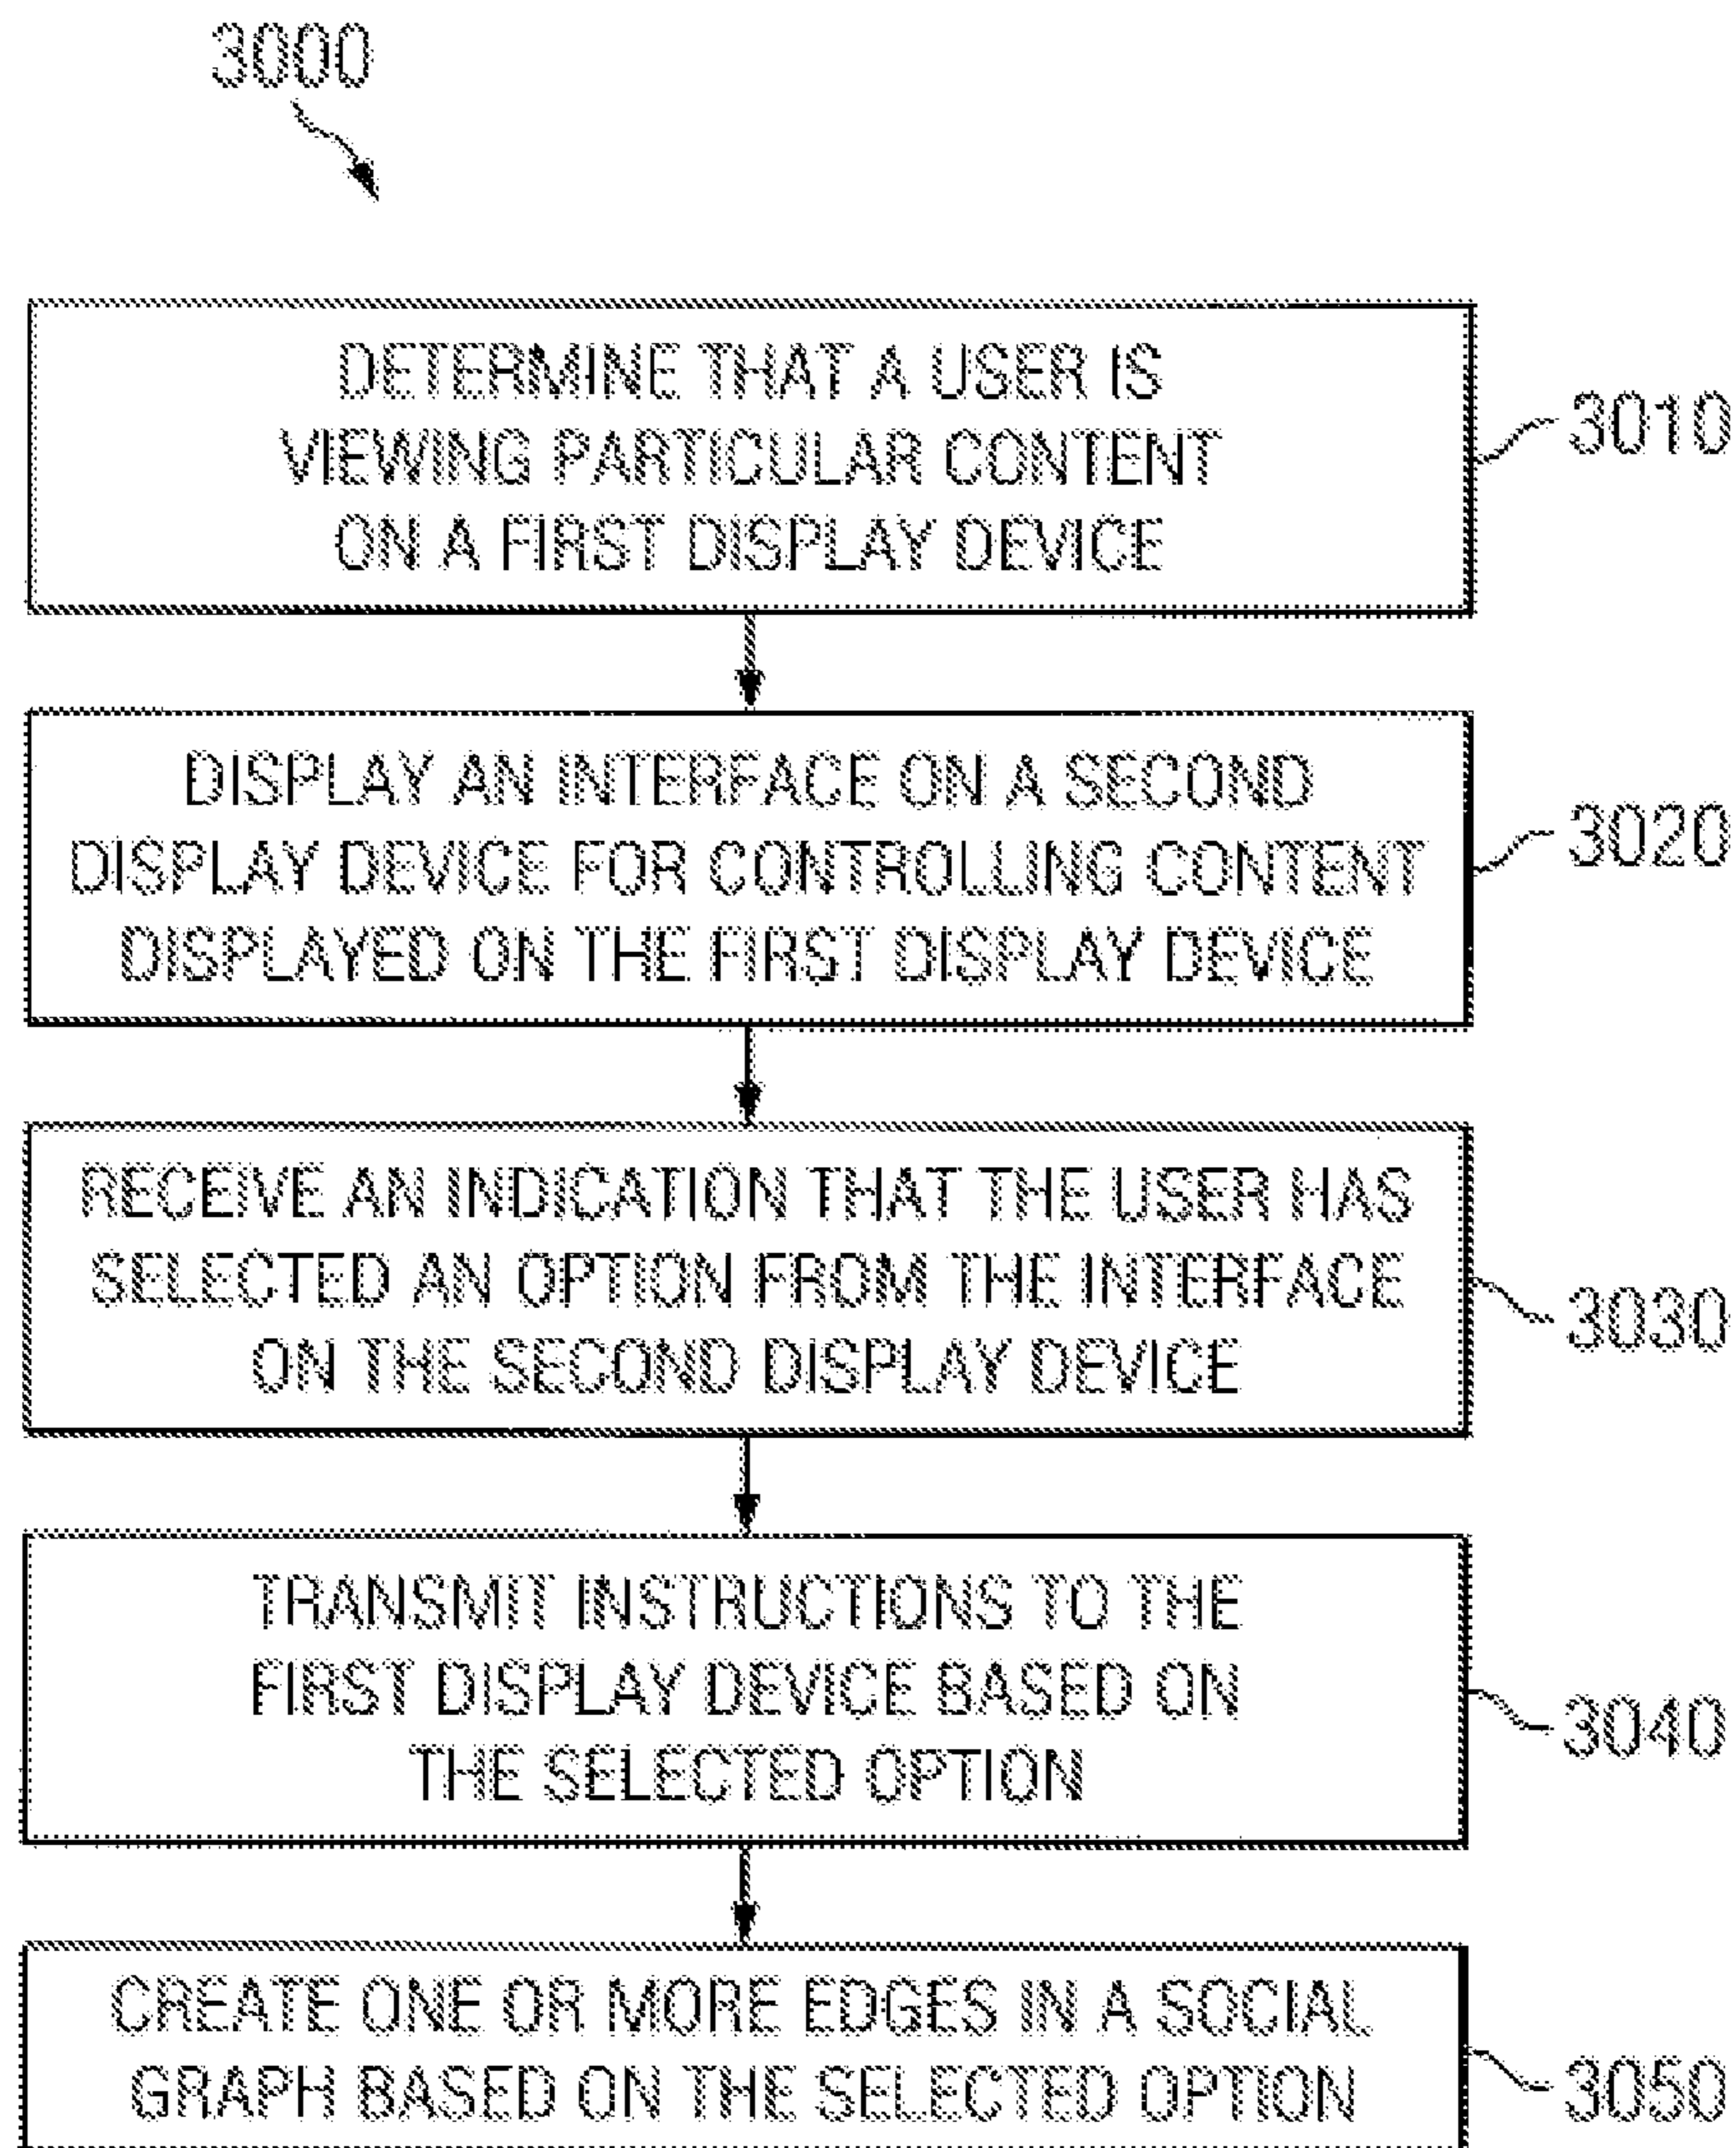 3000
DETERMINE THAT A USER IS
VIEWING PARTICULAR CONTENT
ON A FIRST DISPLAY DEVICE
3010
DISPLAY AN INTERFACE ON A SECOND
DISPLAY DEVICE FOR CONTROLLING CONTENT
DISPLAYED ON THE FIRST DISPLAY DEVICE
3020
RECEIVE AN INDICATION THAT THE USER HAS
SELECTED AN OPTION FROM THE INTERFACE
ON THE SECOND DISPLAY DEVICE
3030
TRANSMIT INSTRUCTIONS TO THE
FIRST DISPLAY DEVICE BASED ON
THE SELECTED OPTION
3040
CREATE ONE OR MORE EDGES IN A SOCIAL
GRAPH BASED ON THE SELECTED OPTION
3050